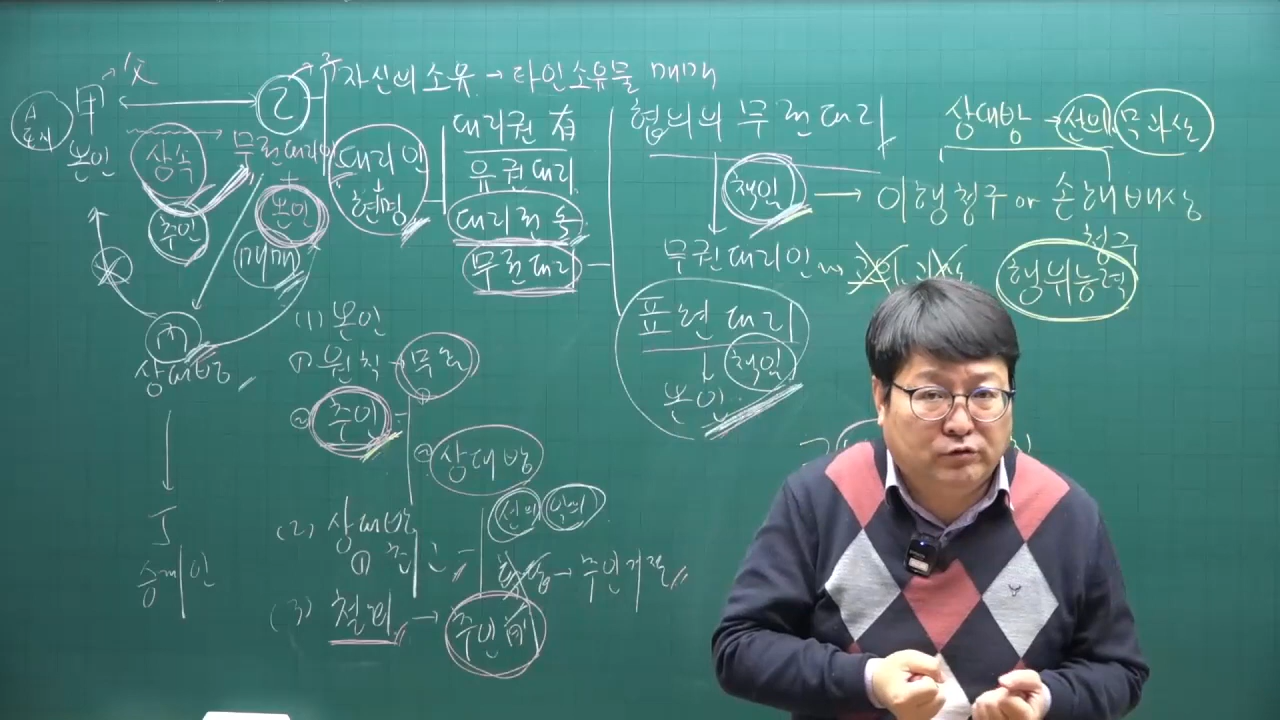 甲 → 父
乙 주 자신의 소유 → 타인 소유물 매매
A
본인
상속
무권대리인
+
본인
추인
매매
丙
상대방
丁
승계인
대리인
+
현명
대리권 有
유권대리
대리권 남
무권대리
협의의 무권대리
책임 → 이행청구 or 손해배상
청구
무권대리인
행위능력
상대방 → 선의, 무과실
표현대리
↓ 책임
본인
(1) 본인
① 원칙 → 무효
② 추인
상대방
선의 악의
(2) 상대방
① 최고
확답 → 추인거절
(3) 철회 → 추인 前